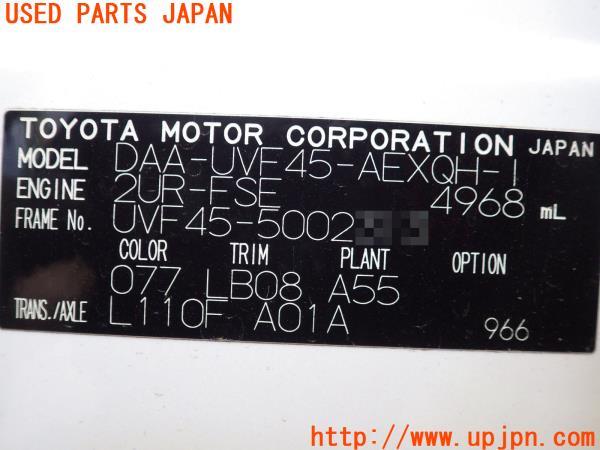 USED PARTS JAPAN
TOYOTA MOTOR CORPORATION JAPAN
MODEL DAA-UVF45-AEXQH-I
ENGINE 2UR-FSE 4968 mL
FRAME No. UVF45-5002
COLOR TRIM PLANT OPTION
077 LB08 A55
TRANS./AXLE L110F A01A
966
http://www.upjpn.com/